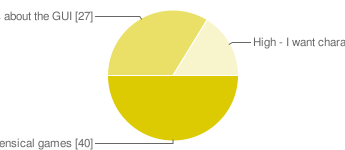 about the GUI [27]
High - I want chara
ensical games [40]